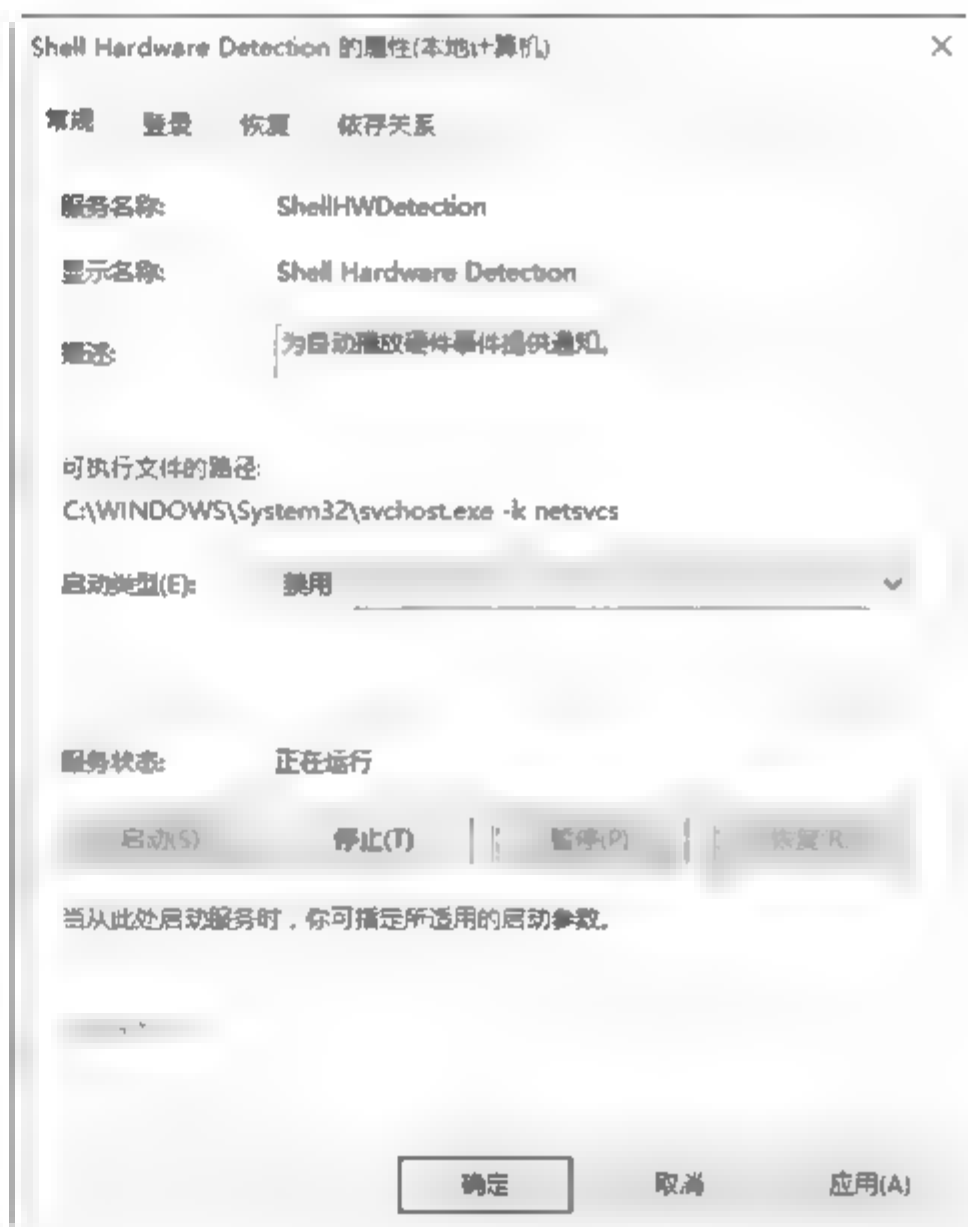 Shell Hardware Detection 的属性(本地计算机)
常规 登录 恢复 依存关系
服务名称: ShellHWDetection
显示名称: Shell Hardware Detection
描述: 为自动播放硬件事件提供通知。
可执行文件的路径:
C:\WINDOWS\System32\svchost.exe -k netsvcs
启动类型(E): 禁用
服务状态: 正在运行
启动(S) 停止(T) 暂停(P) 恢复(R)
当从此处启动服务时，你可指定所适用的启动参数。
确定 取消 应用(A)